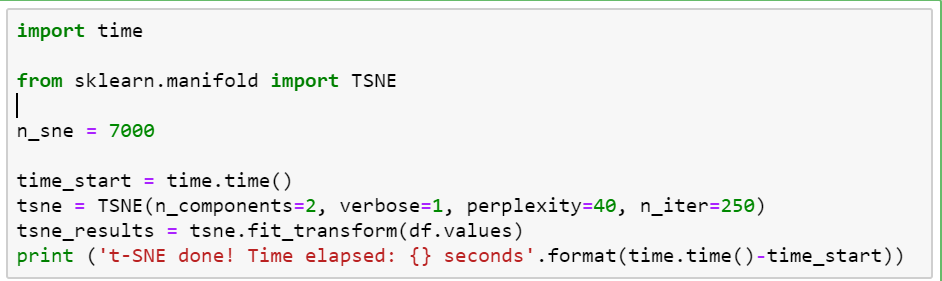 import time
from sklearn.manifold import TSNE
n_sne = 7000
time_start = time.time()
tsne = TSNE(n_components=2, verbose=1, perplexity=40, n_iter=250)
tsne_results = tsne.fit_transform(df.values)
print ('t-SNE done! Time elapsed: {} seconds'.format(time.time()-time_start))